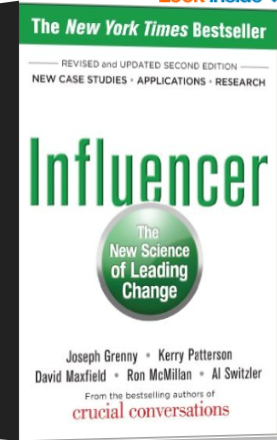 Look Inside
The New York Times Bestseller
REVISED and UPDATED SECOND EDITION
NEW CASE STUDIES • APPLICATIONS • RESEARCH
Influencer
The
New Science
of Leading
Change
Joseph Grenny • Kerry Patterson
David Maxfield • Ron McMillan • Al Switzler
From the bestselling authors of
crucial conversations